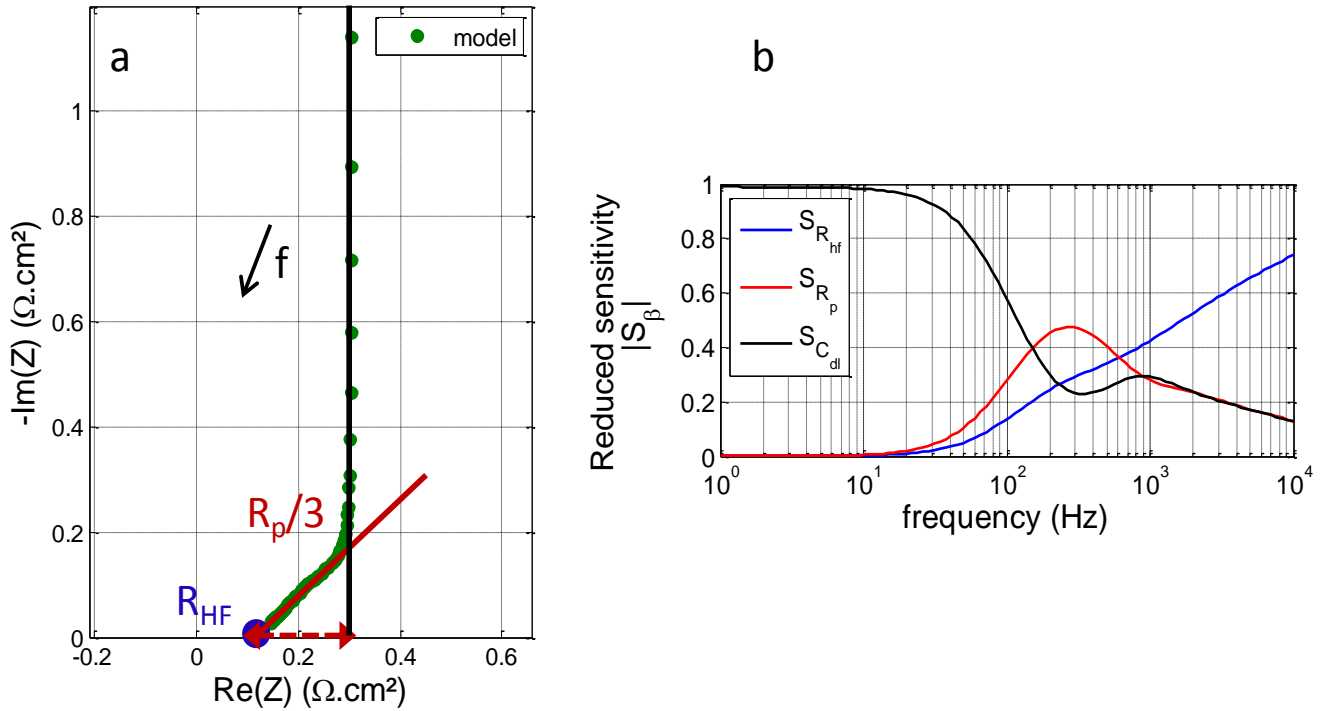 a
model
1
0.8
0.6
0.4
0.2
0
-Im(Z) (Ω.cm²)
f
R_p/3
R_HF
-0.2 0 0.2 0.4 0.6
Re(Z) (Ω.cm²)
b
1
0.8
0.6
0.4
0.2
0
Reduced sensitivity
|S_β|
S_R_hf
S_R_p
S_C_dl
10^0 10^1 10^2 10^3 10^4
frequency (Hz)